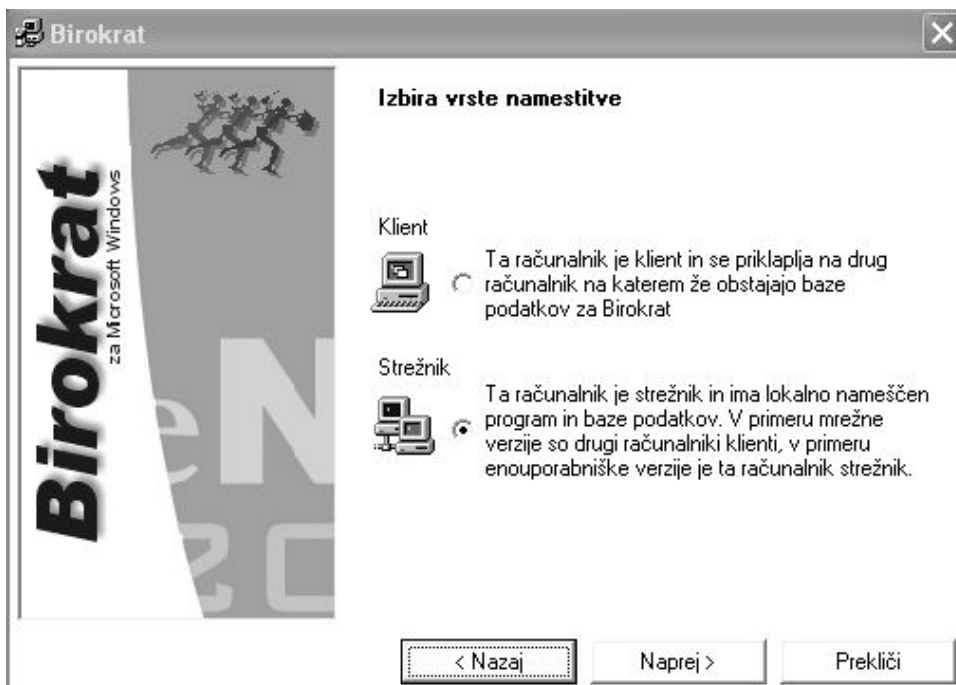 Birokrat
Birokrat
za Microsoft Windows
eN
20
Izbira vrste namestitve
Klient
Ta računalnik je klient in se priklaplja na drug
računalnik na katerem že obstajajo baze
podatkov za Birokrat
Strežnik
Ta računalnik je strežnik in ima lokalno nameščen
program in baze podatkov. V primeru mrežne
verzije so drugi računalniki klienti, v primeru
enouporabniške verzije je ta računalnik strežnik.
< Nazaj
Naprej >
Prekliči